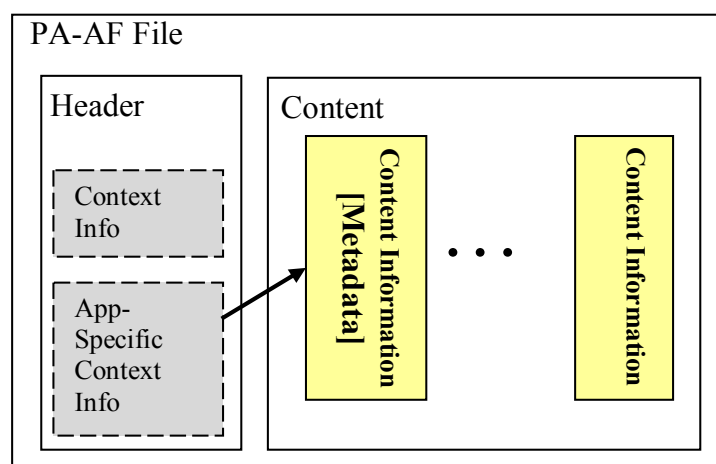 PA-AF File
Header
Context
Info
App-
Specific
Context
Info
Content
Content Information
[Metadata]
• • •
Content Information